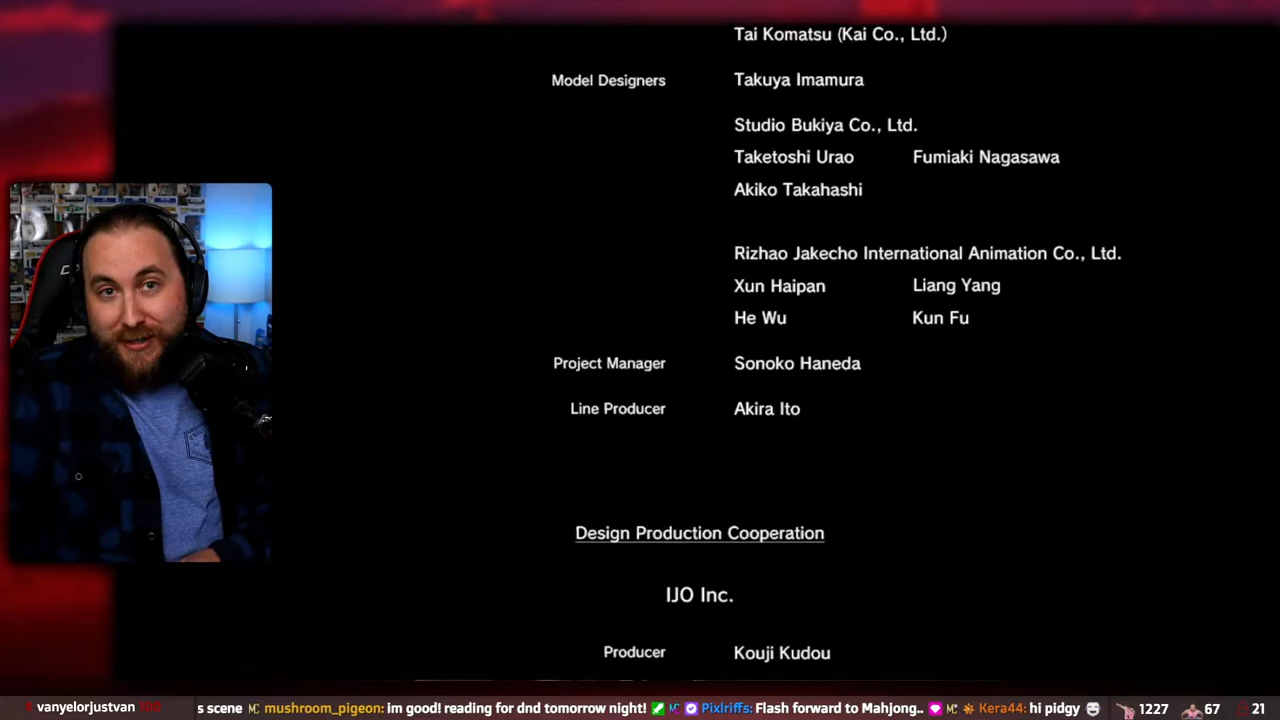 Tai Komatsu (Kai Co., Ltd.)
Model Designers Takuya Imamura
Studio Bukiya Co., Ltd.
Taketoshi Urao Fumiaki Nagasawa
Akiko Takahashi
Rizhao Jakecho International Animation Co., Ltd.
Xun Haipan Liang Yang
He Wu Kun Fu
Project Manager Sonoko Haneda
Line Producer Akira Ito
Design Production Cooperation
IJO Inc.
Producer Kouji Kudou
vanyelorjustvan s scene mushroom_pigeon: im good! reading for dnd tomorrow night! Pixlriffs: Flash forward to Mahjong.. Kera44: hi pidgy 1227 67 21